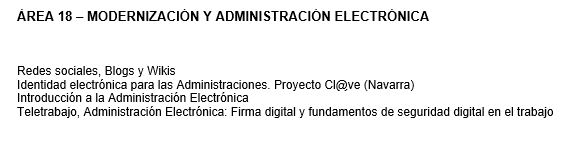 ÁREA 18 – MODERNIZACIÓN Y ADMINISTRACIÓN ELECTRÓNICA
Redes sociales, Blogs y Wikis
Identidad electrónica para las Administraciones. Proyecto Cl@ve (Navarra)
Introducción a la Administración Electrónica
Teletrabajo, Administración Electrónica: Firma digital y fundamentos de seguridad digital en el trabajo